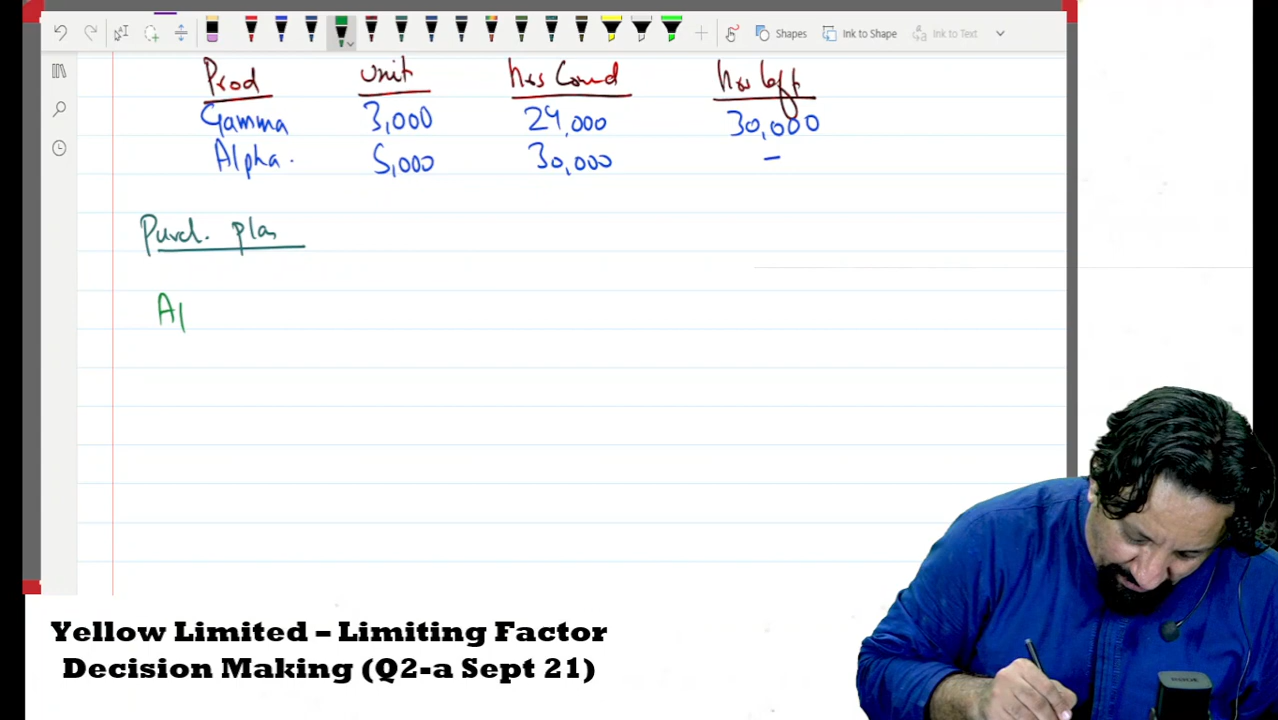 Shapes Ink to Shape Ink to Text
Prod unit hrs Cond hrs left
Gamma 3,000 24,000 30,000
Alpha. 5,000 30,000 -
Purch. plan
Al
Yellow Limited – Limiting Factor
Decision Making (Q2-a Sept 21)